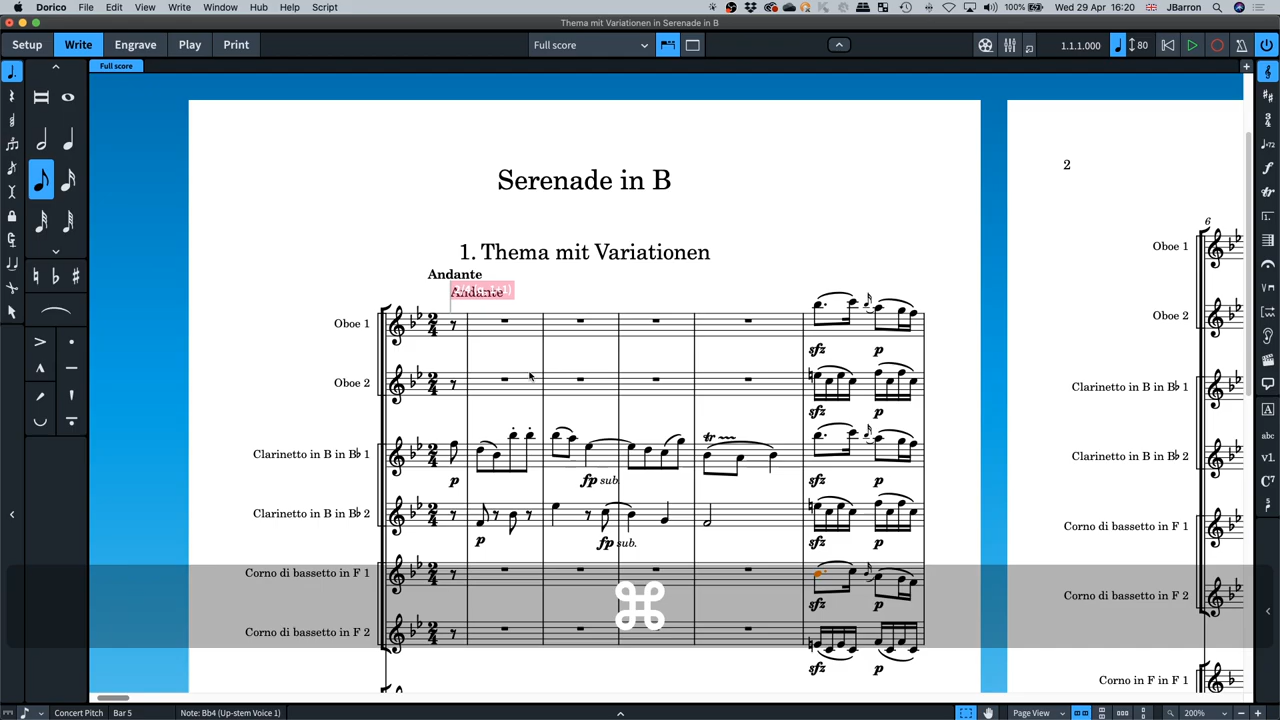 Dorico File Edit View Write Window Hub Help Script 100% Wed 29 Apr 16:20 JBarron
Thema mit Variationen in Serenade in B
Setup Write Engrave Play Print Full score 1.1.1.000 80
Full score
Serenade in B
2
1. Thema mit Variationen
Andante
Andante
Oboe 1
Oboe 2
Clarinetto in B in B♭ 1
Clarinetto in B in B♭ 2
Corno di bassetto in F 1
Corno di bassetto in F 2
sfz p
sfz p
tr
p fp sub sfz p
p fp sub. sfz p
sfz p
sfz p
6
Oboe 1
Oboe 2
Clarinetto in B in B♭ 1
Clarinetto in B in B♭ 2
Corno di bassetto in F 1
Corno di bassetto in F 2
Corno in F in F 1
Concert Pitch Bar 5 Note: Bb4 (Up-stem Voice 1) Page View 200%